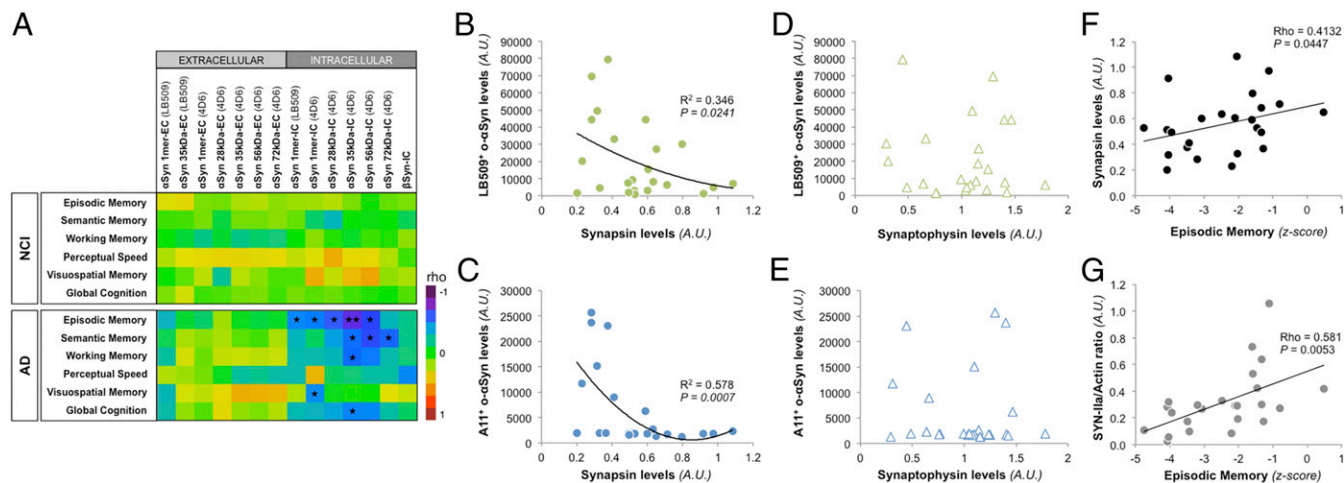 A
EXTRACELLULAR
INTRACELLULAR
αSyn 1mer-EC (LB509)
αSyn 35kDa-EC (LB509)
αSyn 1mer-EC (4D6)
αSyn 28kDa-EC (4D6)
αSyn 35kDa-EC (4D6)
αSyn 56kDa-EC (4D6)
αSyn 72kDa-EC (4D6)
αSyn 1mer-IC (LB509)
αSyn 1mer-IC (4D6)
αSyn 28kDa-IC (4D6)
αSyn 35kDa-IC (4D6)
αSyn 56kDa-IC (4D6)
αSyn 72kDa-IC (4D6)
βSyn-IC
NCI
Episodic Memory
Semantic Memory
Working Memory
Perceptual Speed
Visuospatial Memory
Global Cognition
AD
Episodic Memory
Semantic Memory
Working Memory
Perceptual Speed
Visuospatial Memory
Global Cognition
rho
-1
0
1
B
LB509⁺ o-αSyn levels (A.U.)
90000
80000
70000
60000
50000
40000
30000
20000
10000
0
R² = 0.346
P = 0.0241
0 0.2 0.4 0.6 0.8 1 1.2
Synapsin levels (A.U.)
C
A11⁺ o-αSyn levels (A.U.)
30000
25000
20000
15000
10000
5000
0
R² = 0.578
P = 0.0007
0 0.2 0.4 0.6 0.8 1 1.2
Synapsin levels (A.U.)
D
LB509⁺ o-αSyn levels (A.U.)
90000
80000
70000
60000
50000
40000
30000
20000
10000
0
0 0.5 1 1.5 2
Synaptophysin levels (A.U.)
E
A11⁺ o-αSyn levels (A.U.)
30000
25000
20000
15000
10000
5000
0
0 0.5 1 1.5 2
Synaptophysin levels (A.U.)
F
Rho = 0.4132
P = 0.0447
Synapsin levels (A.U.)
1.2
1.0
0.8
0.6
0.4
0.2
0
-5 -4 -3 -2 -1 0 1
Episodic Memory (z-score)
G
SYN-IIa/Actin ratio (A.U.)
1.2
1.0
0.8
0.6
0.4
0.2
0
Rho = 0.581
P = 0.0053
-5 -4 -3 -2 -1 0 1
Episodic Memory (z-score)